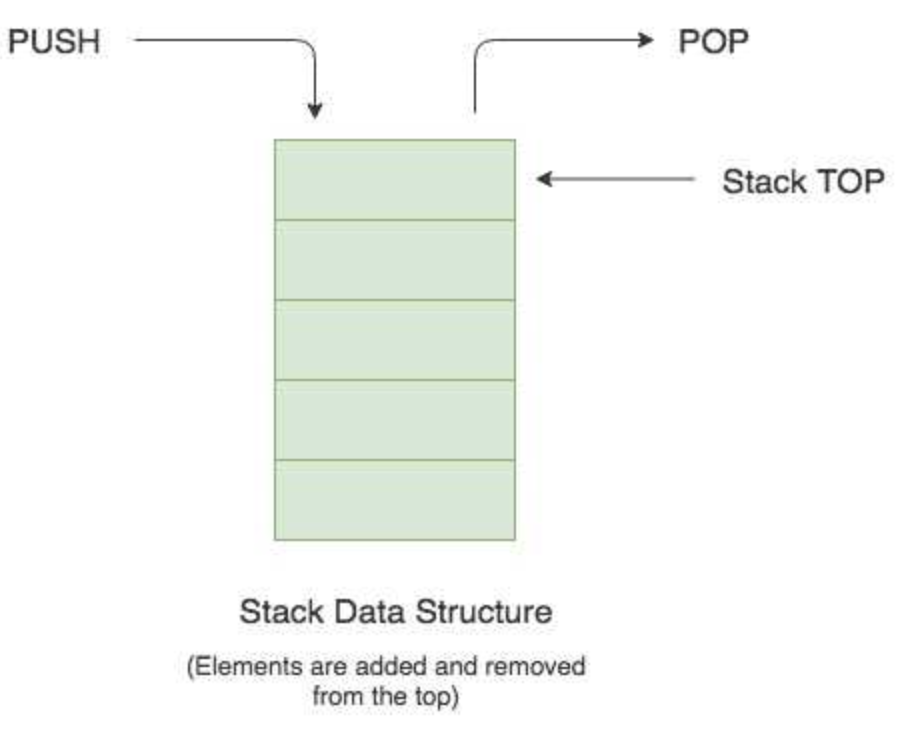 PUSH
POP
Stack TOP
Stack Data Structure
(Elements are added and removed
from the top)